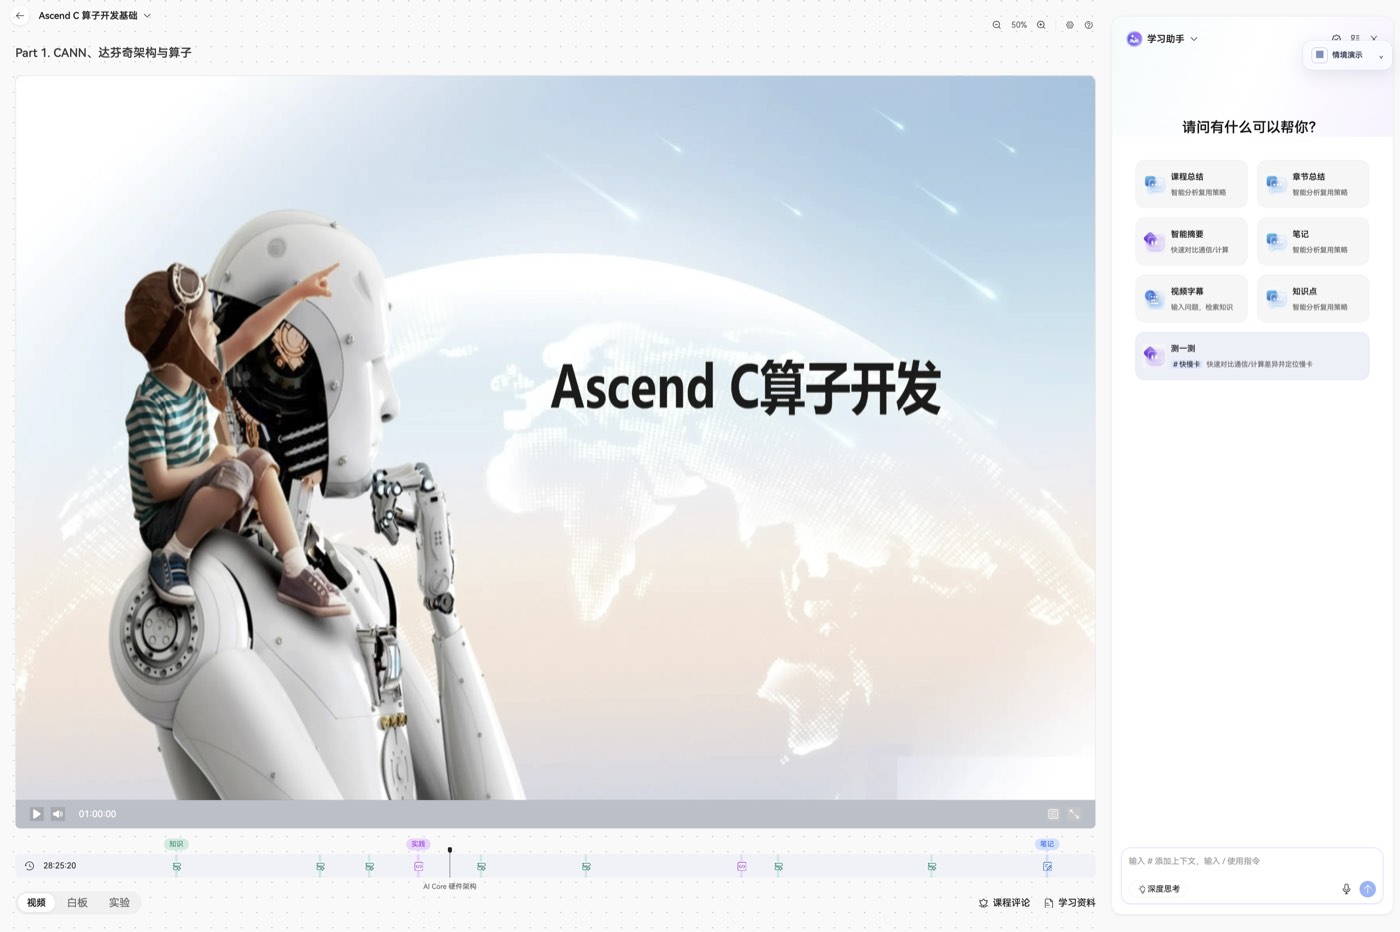 Ascend C 算子开发基础
50%
Part 1. CANN、达芬奇架构与算子
Ascend C算子开发
01:00:00
知识
实践
笔记
28:25:20
AI Core 硬件架构
视频
白板
实验
课程评论
学习资料
学习助手
情境演示
请问有什么可以帮你?
课程总结
智能分析复用策略
章节总结
智能分析复用策略
智能摘要
快速对比通信/计算
笔记
智能分析复用策略
视频字幕
输入问题，检索知识
知识点
智能分析复用策略
测一测
#快慢卡 快速对比通信/计算差异并定位慢卡
输入 # 添加上下文，输入 / 使用指令
深度思考